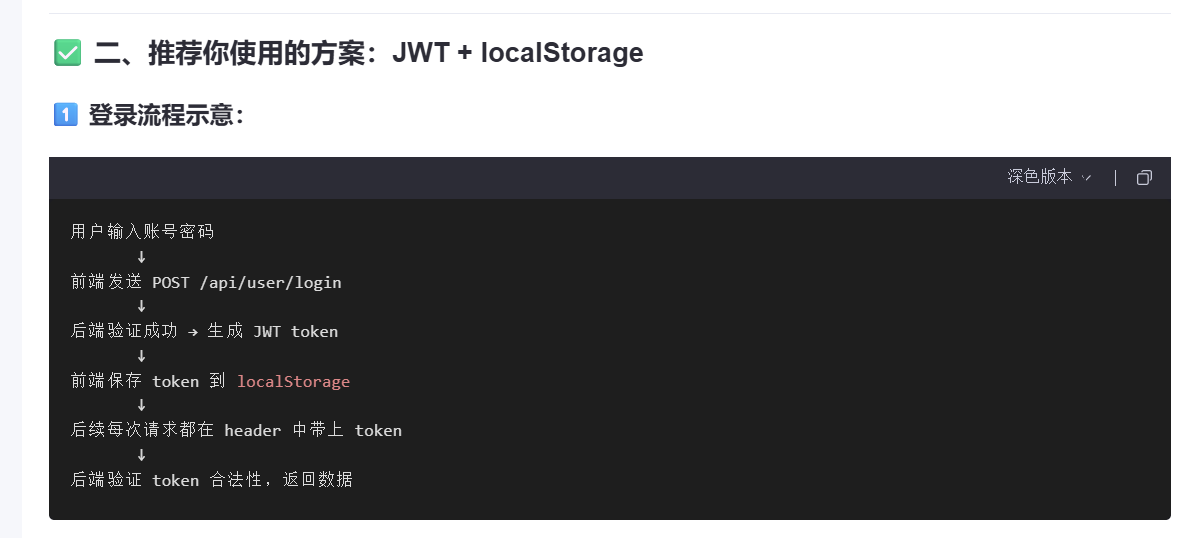 ✅ 二、推荐你使用的方案：JWT + localStorage
1️⃣ 登录流程示意：
深色版本
用户输入账号密码
↓
前端发送 POST /api/user/login
↓
后端验证成功 → 生成 JWT token
↓
前端保存 token 到 localStorage
↓
后续每次请求都在 header 中带上 token
↓
后端验证 token 合法性，返回数据